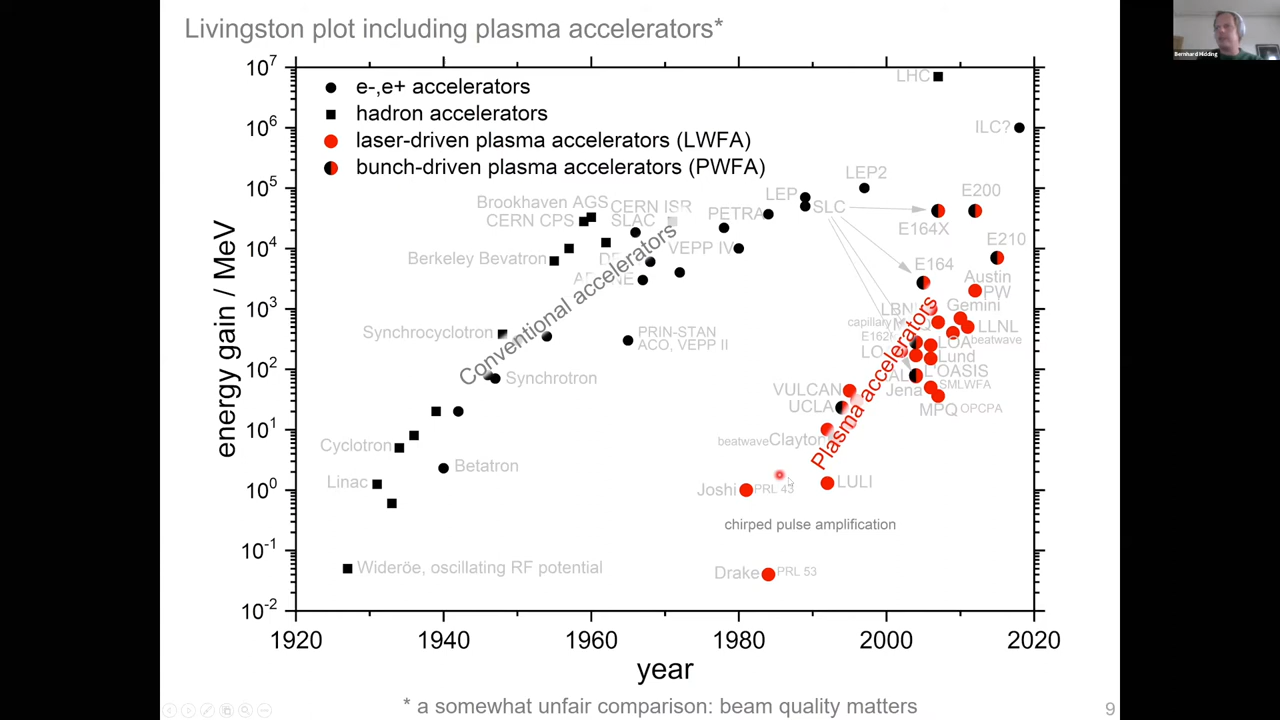 Livingston plot including plasma accelerators*
Bernhard Hidding
e-,e+ accelerators
hadron accelerators
laser-driven plasma accelerators (LWFA)
bunch-driven plasma accelerators (PWFA)
energy gain / MeV
10^7
10^6
10^5
10^4
10^3
10^2
10^1
10^0
10^-1
10^-2
LHC
ILC?
LEP2
LEP
SLC
E200
E164X
E210
E164
Brookhaven AGS
CERN ISR
CERN CPS
SLAC
PETRA
VEPP IV
Berkeley Bevatron
Austin
PW
Gemini
LLNL
beatwave
capillary
LOA
Lund
L'OASIS
SMLWFA
Jena
MPQ OPCPA
Synchrocyclotron
PRIN-STAN
ACO, VEPP II
Conventional accelerators
Plasma accelerators
Synchrotron
VULCAN
UCLA
Cyclotron
beatwave Clayton
Betatron
Linac
Joshi PRL 43
LULI
chirped pulse amplification
Wideröe, oscillating RF potential
Drake PRL 53
1920
1940
1960
1980
2000
2020
year
* a somewhat unfair comparison: beam quality matters
9